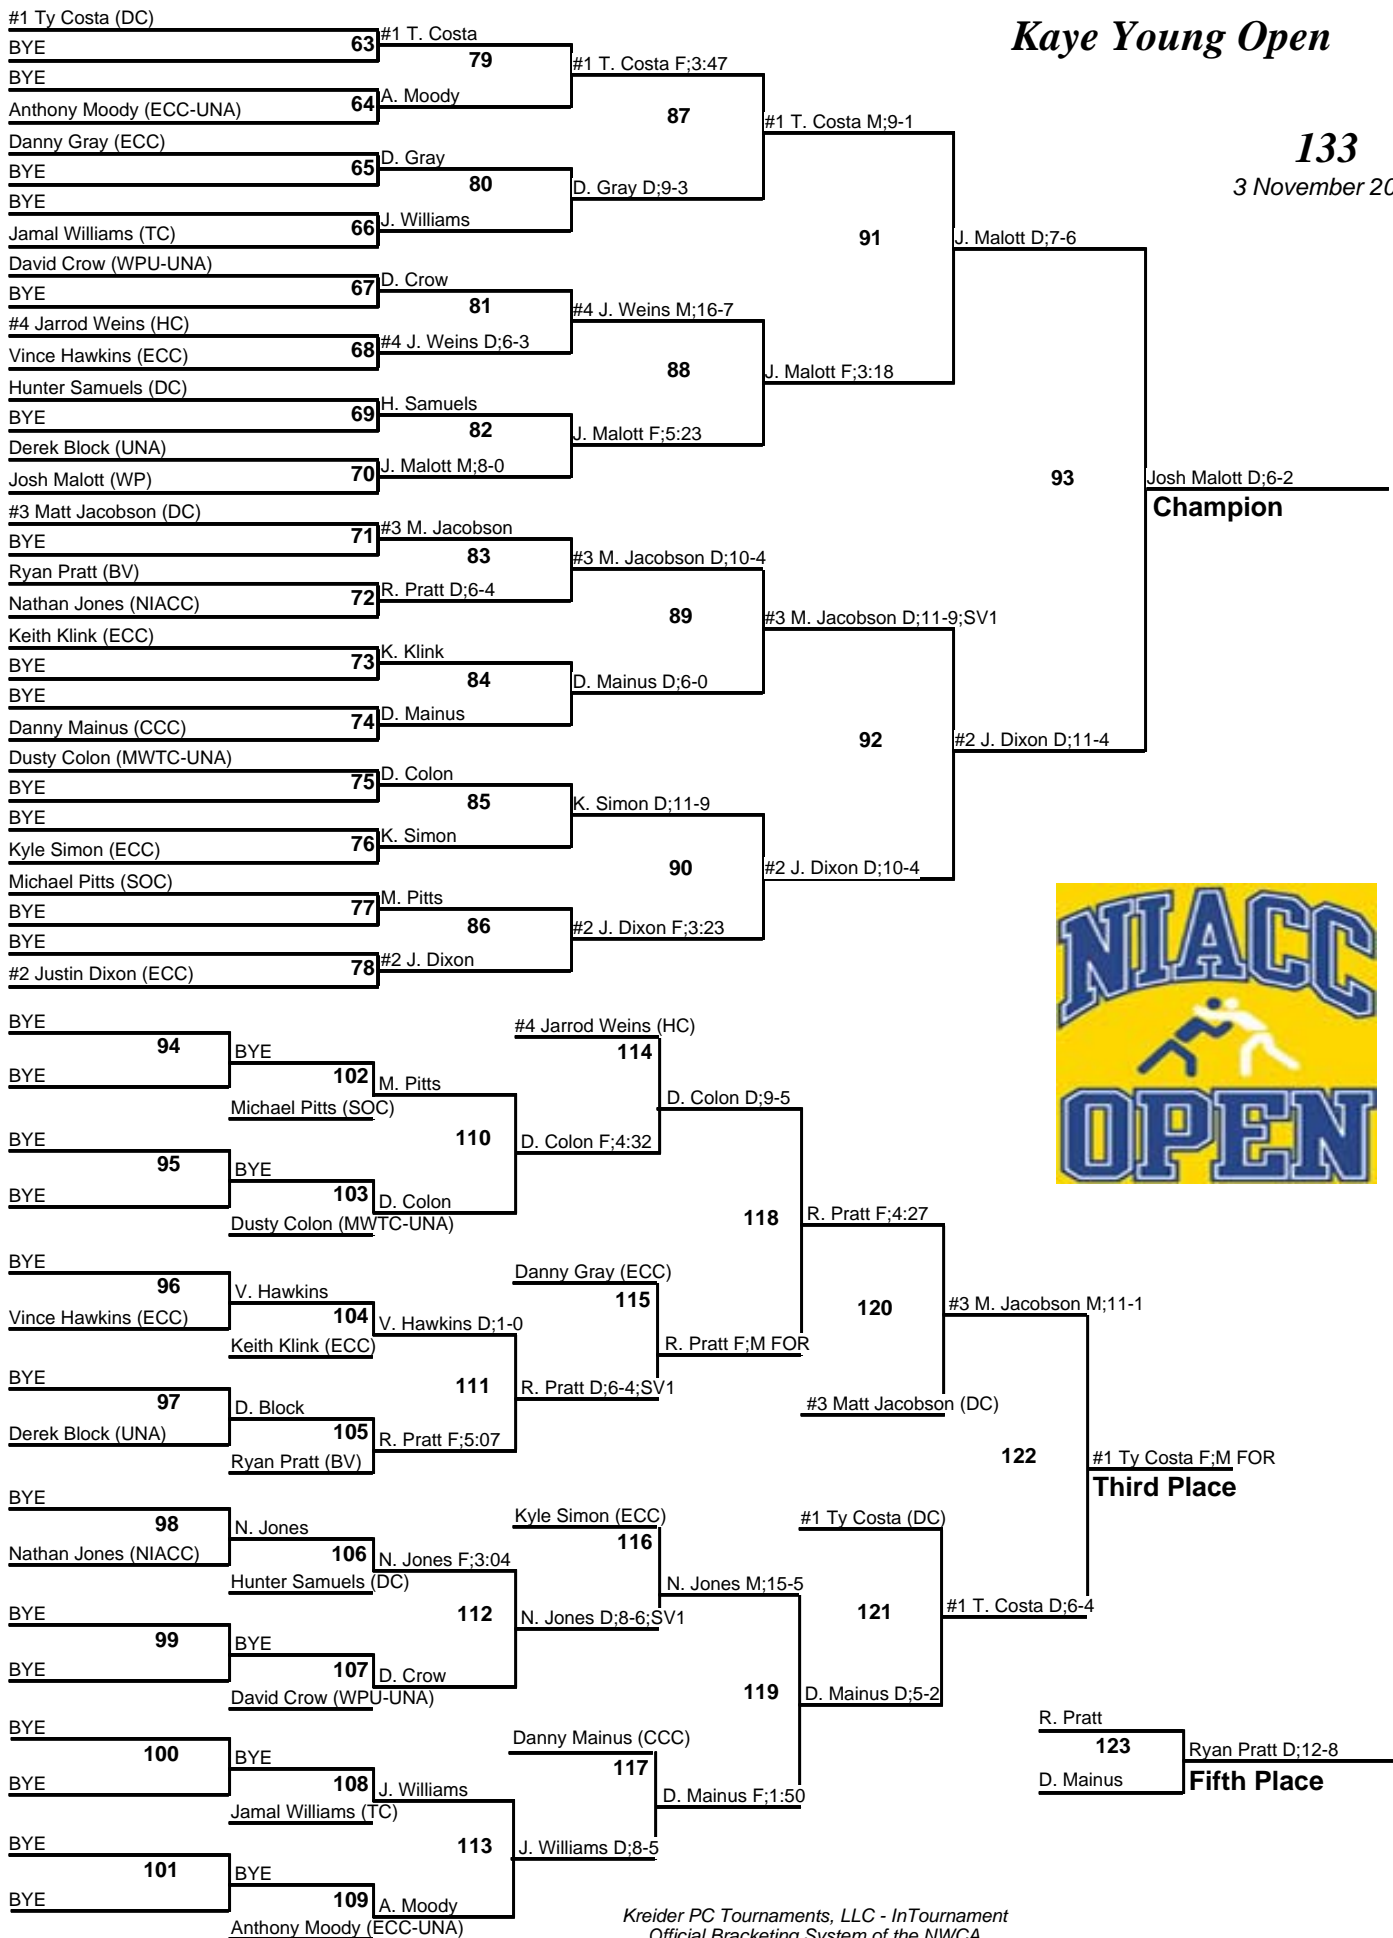 Kaye Young Open
133
3 November 20
#1 Ty Costa (DC)
BYE
63
BYE
Anthony Moody (ECC-UNA)
64
Danny Gray (ECC)
BYE
65
BYE
Jamal Williams (TC)
66
David Crow (WPU-UNA)
BYE
67
#4 Jarrod Weins (HC)
Vince Hawkins (ECC)
68
Hunter Samuels (DC)
BYE
69
Derek Block (UNA)
Josh Malott (WP)
70
#3 Matt Jacobson (DC)
BYE
71
Ryan Pratt (BV)
Nathan Jones (NIACC)
72
Keith Klink (ECC)
BYE
73
BYE
Danny Mainus (CCC)
74
Dusty Colon (MWTC-UNA)
BYE
75
BYE
Kyle Simon (ECC)
76
Michael Pitts (SOC)
BYE
77
BYE
#2 Justin Dixon (ECC)
78
#1 T. Costa
79
A. Moody
D. Gray
80
J. Williams
D. Crow
81
#4 J. Weins D;6-3
H. Samuels
82
J. Malott M;8-0
#3 M. Jacobson
83
R. Pratt D;6-4
K. Klink
84
D. Mainus
D. Colon
85
K. Simon
M. Pitts
86
#2 J. Dixon
#1 T. Costa F;3:47
87
D. Gray D;9-3
#4 J. Weins M;16-7
88
J. Malott F;5:23
#3 M. Jacobson D;10-4
89
D. Mainus D;6-0
K. Simon D;11-9
90
#2 J. Dixon F;3:23
#1 T. Costa M;9-1
91
J. Malott F;3:18
#3 M. Jacobson D;11-9;SV1
92
#2 J. Dixon D;10-4
J. Malott D;7-6
93
#2 J. Dixon D;11-4
Josh Malott D;6-2
Champion
NIACC
OPEN
BYE
94
BYE
BYE
95
BYE
BYE
96
Vince Hawkins (ECC)
BYE
97
Derek Block (UNA)
BYE
98
Nathan Jones (NIACC)
BYE
99
BYE
BYE
100
BYE
BYE
101
BYE
BYE
102
Michael Pitts (SOC)
BYE
103
Dusty Colon (MWTC-UNA)
V. Hawkins
104
Keith Klink (ECC)
D. Block
105
Ryan Pratt (BV)
N. Jones
106
Hunter Samuels (DC)
BYE
107
David Crow (WPU-UNA)
BYE
108
Jamal Williams (TC)
BYE
109
Anthony Moody (ECC-UNA)
M. Pitts
110
D. Colon
V. Hawkins D;1-0
111
R. Pratt F;5:07
N. Jones F;3:04
112
D. Crow
J. Williams
113
A. Moody
#4 Jarrod Weins (HC)
114
D. Colon F;4:32
Danny Gray (ECC)
115
R. Pratt D;6-4;SV1
Kyle Simon (ECC)
116
N. Jones D;8-6;SV1
Danny Mainus (CCC)
117
J. Williams D;8-5
D. Colon D;9-5
118
R. Pratt F;M FOR
N. Jones M;15-5
119
D. Mainus F;1:50
R. Pratt F;4:27
120
#3 Matt Jacobson (DC)
#1 Ty Costa (DC)
121
D. Mainus D;5-2
#3 M. Jacobson M;11-1
122
#1 T. Costa D;6-4
#1 Ty Costa F;M FOR
Third Place
R. Pratt
123
D. Mainus
Ryan Pratt D;12-8
Fifth Place
Kreider PC Tournaments, LLC - InTournament
Official Bracketing System of the NWCA